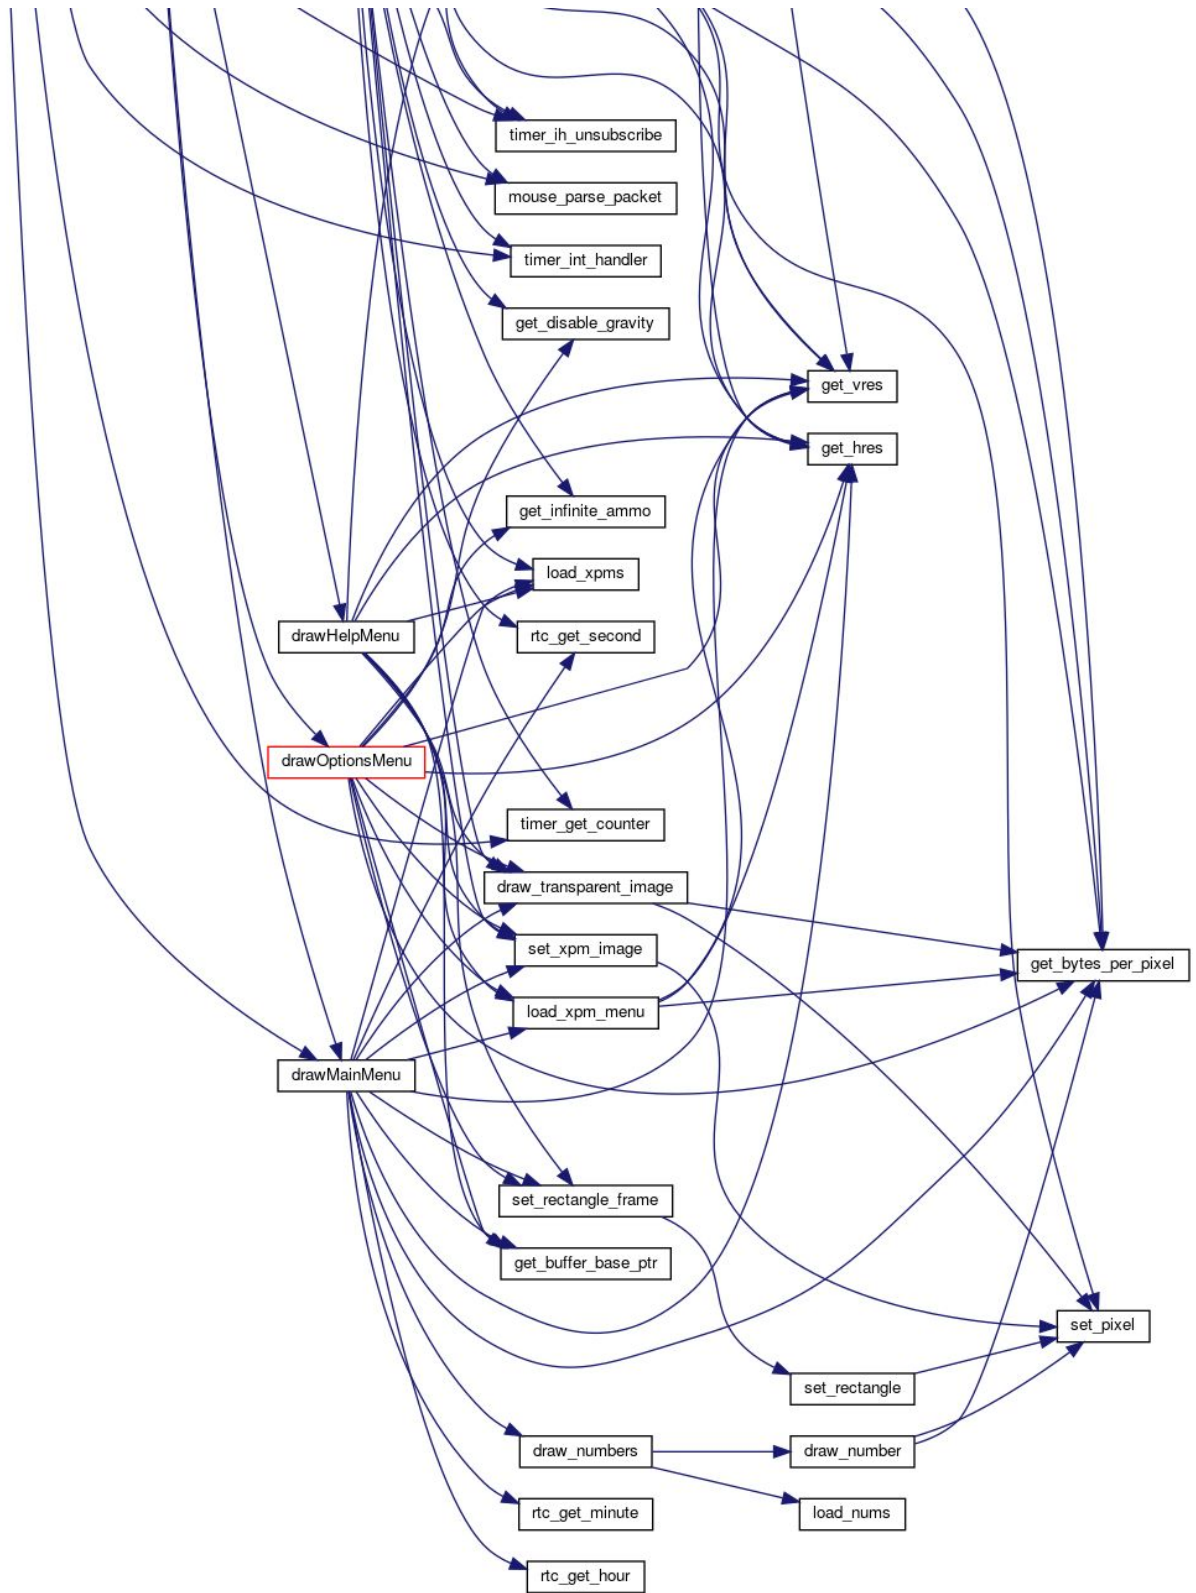 timer_ih_unsubscribe
mouse_parse_packet
timer_int_handler
get_disable_gravity
get_vres
get_hres
get_infinite_ammo
load_xpms
drawHelpMenu
rtc_get_second
drawOptionsMenu
timer_get_counter
draw_transparent_image
set_xpm_image
get_bytes_per_pixel
load_xpm_menu
drawMainMenu
set_rectangle_frame
get_buffer_base_ptr
set_pixel
set_rectangle
draw_numbers
draw_number
rtc_get_minute
load_nums
rtc_get_hour